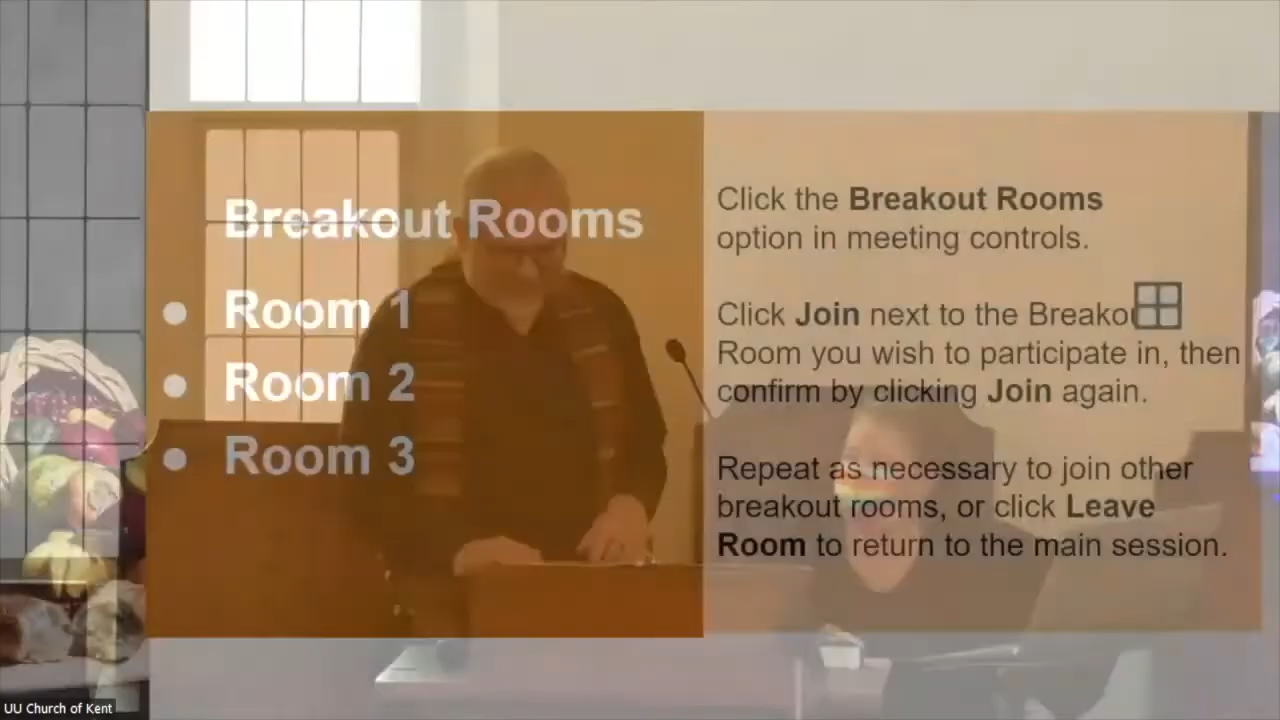 Breakout Rooms
Room 1
Room 2
Room 3
Click the Breakout Rooms
option in meeting controls.
Click Join next to the Breakou
Room you wish to participate in, then
confirm by clicking Join again.
Repeat as necessary to join other
breakout rooms, or click Leave
Room to return to the main session.
UU Church of Kent